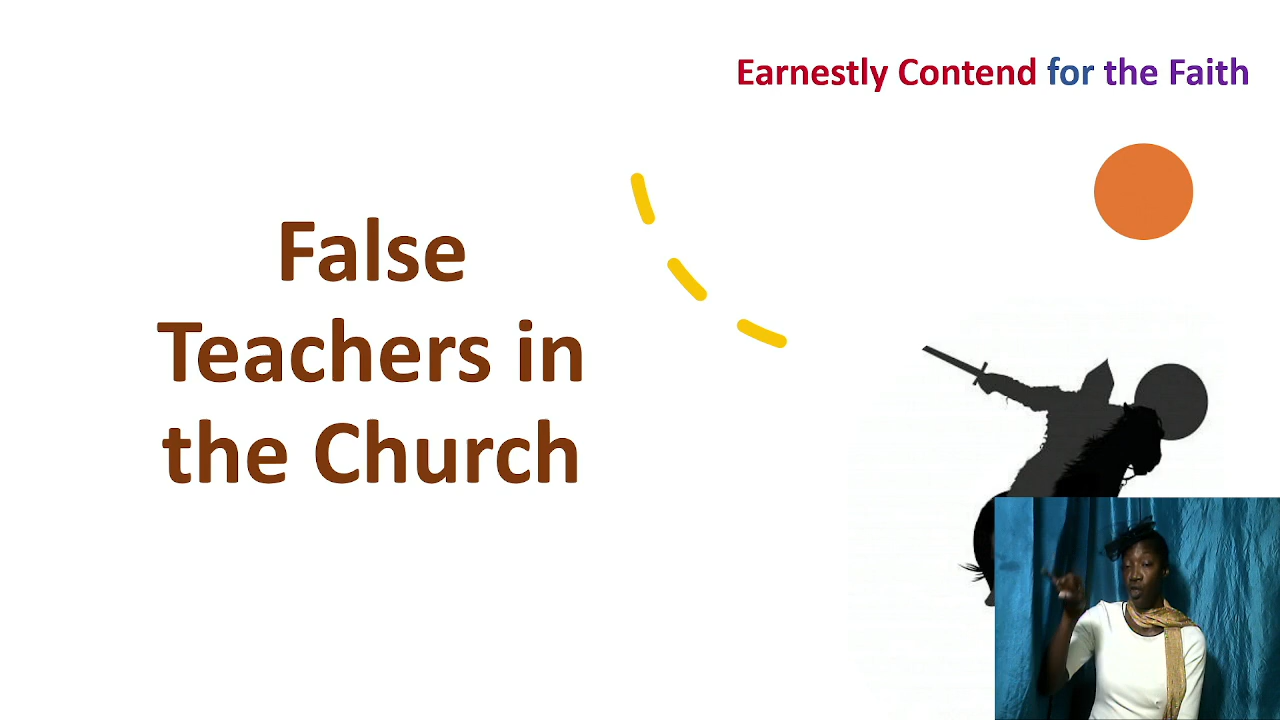 Earnestly Contend for the Faith
False
Teachers in
the Church